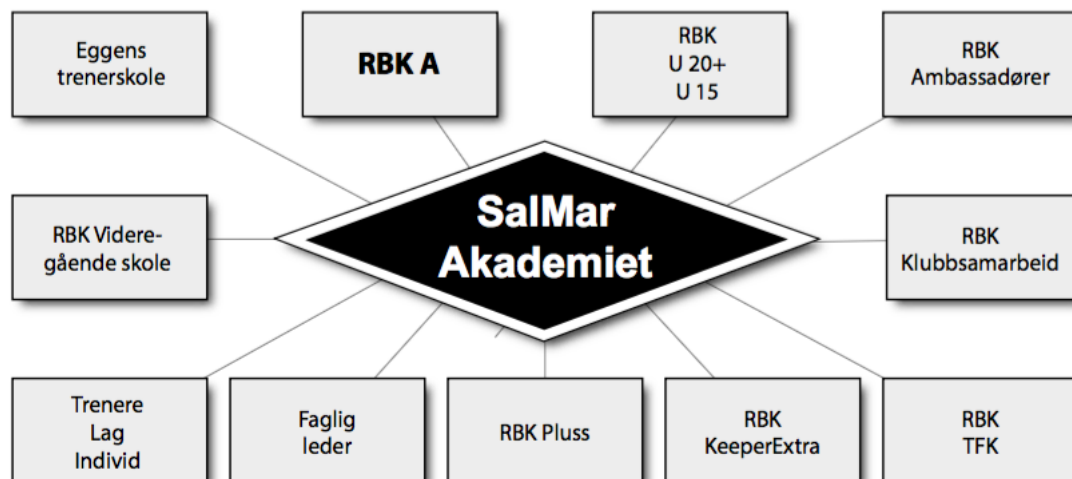 Eggens
trenerskole
RBK A
RBK
U 20+
U 15
RBK
Ambassadører
RBK Videre-
gående skole
SalMar
Akademiet
RBK
Klubbsamarbeid
Trenere
Lag
Individ
Faglig
leder
RBK Pluss
RBK
KeeperExtra
RBK
TFK